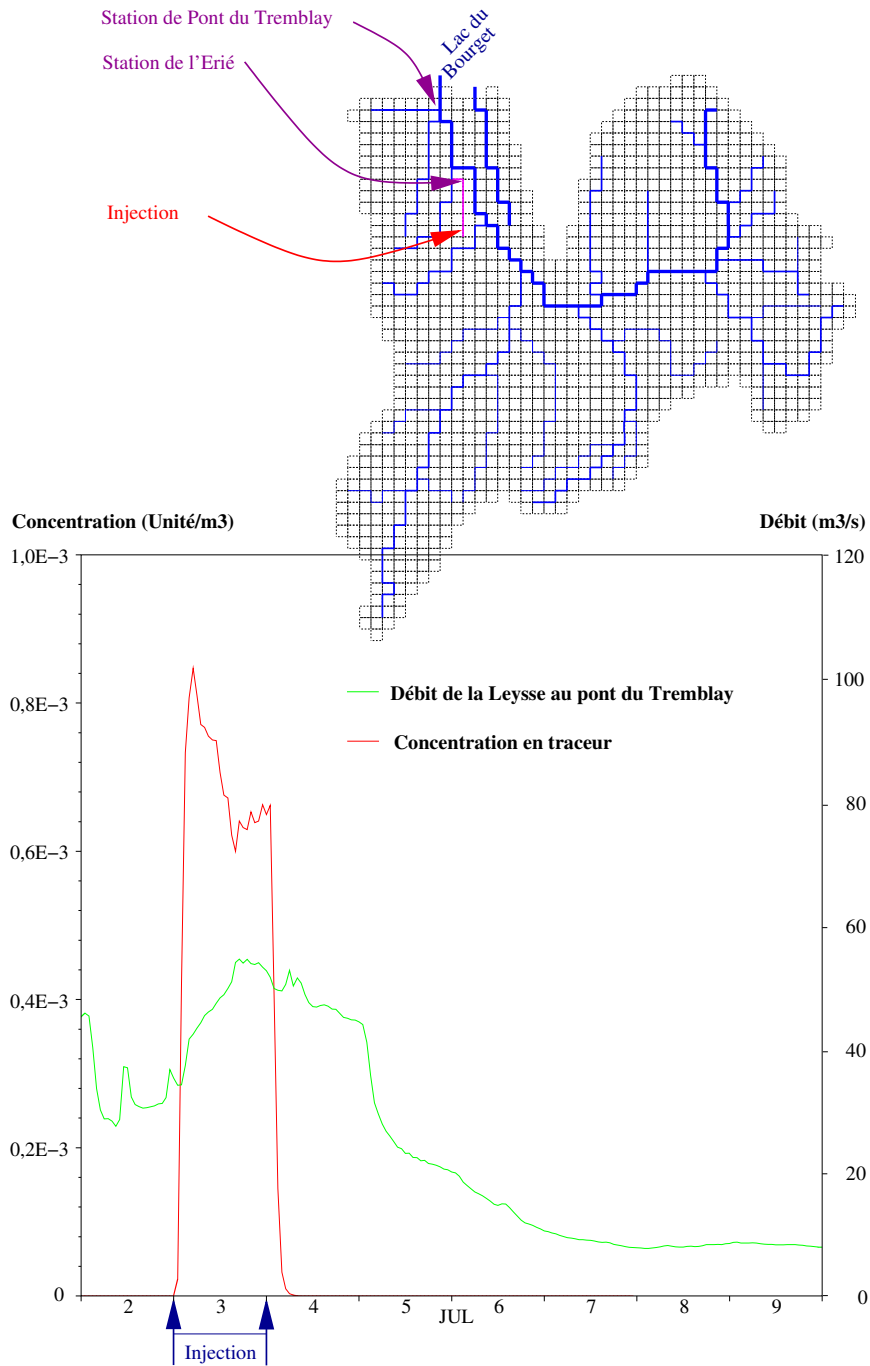 Station de Pont du Tremblay
Lac du
Bourget
Station de l'Erié
Injection
Concentration (Unité/m3)
Débit (m3/s)
1,0E−3
120
0,8E−3
100
Débit de la Leysse au pont du Tremblay
Concentration en traceur
80
0,6E−3
60
0,4E−3
40
0,2E−3
20
0
0
2
3
4
5
6
7
8
9
JUL
Injection